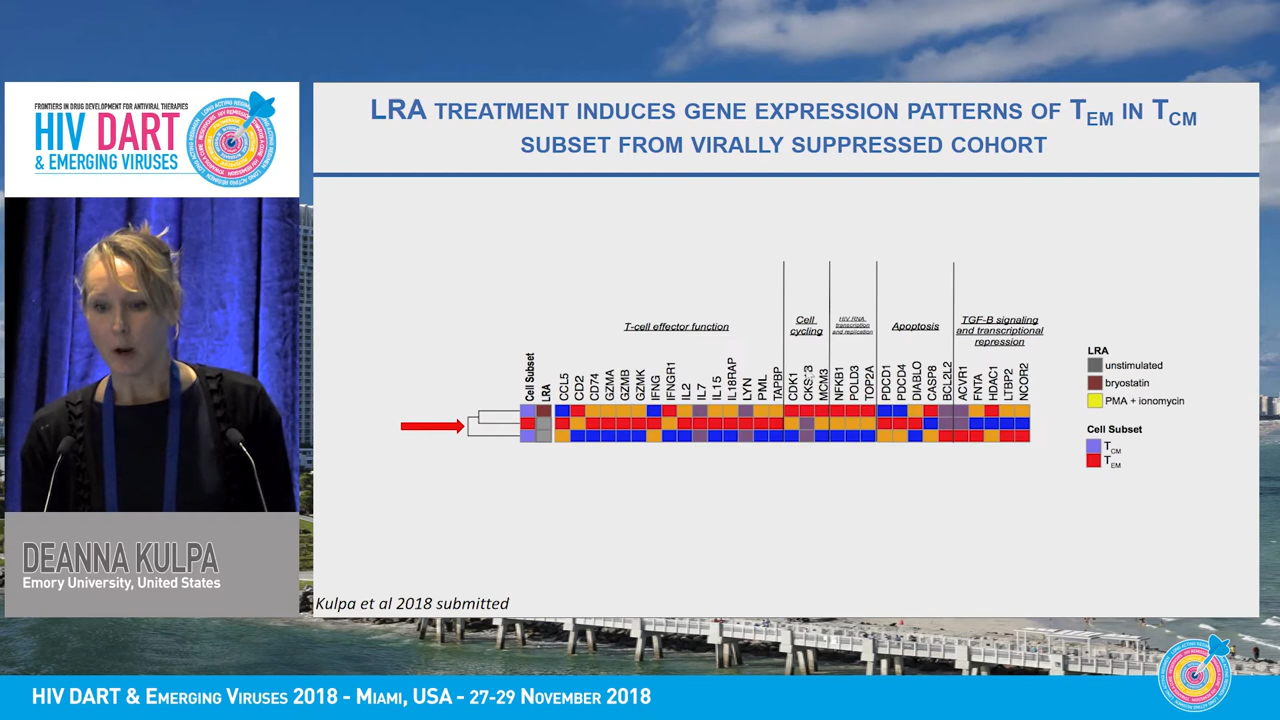 FRONTIERS IN DRUG DEVELOPMENT FOR ANTIVIRAL THERAPIES
HIV DART
& EMERGING VIRUSES
LRA TREATMENT INDUCES GENE EXPRESSION PATTERNS OF TEM IN TCM
SUBSET FROM VIRALLY SUPPRESSED COHORT
T-cell effector function
Cell
cycling
HIV RNA
transcription
and replication
Apoptosis
TGF-B signaling
and transcriptional
repression
Cell Subset
LRA
CCL5
CD2
CD74
GZMA
GZMB
GZMK
IFNG
IFNGR1
IL2
IL7
IL15
IL18RAP
LYN
PML
TAPBP
CDK1
MCM3
NFKB1
POLD3
TOP2A
PDCD1
PDCD4
DIABLO
CASP8
BCL2L2
ACVR1
FNTA
HDAC1
LTBP2
NCOR2
LRA
unstimulated
bryostatin
PMA + ionomycin
Cell Subset
TCM
TEM
DEANNA KULPA
Emory University, United States
Kulpa et al 2018 submitted
HIV DART & EMERGING VIRUSES 2018 - MIAMI, USA - 27-29 NOVEMBER 2018